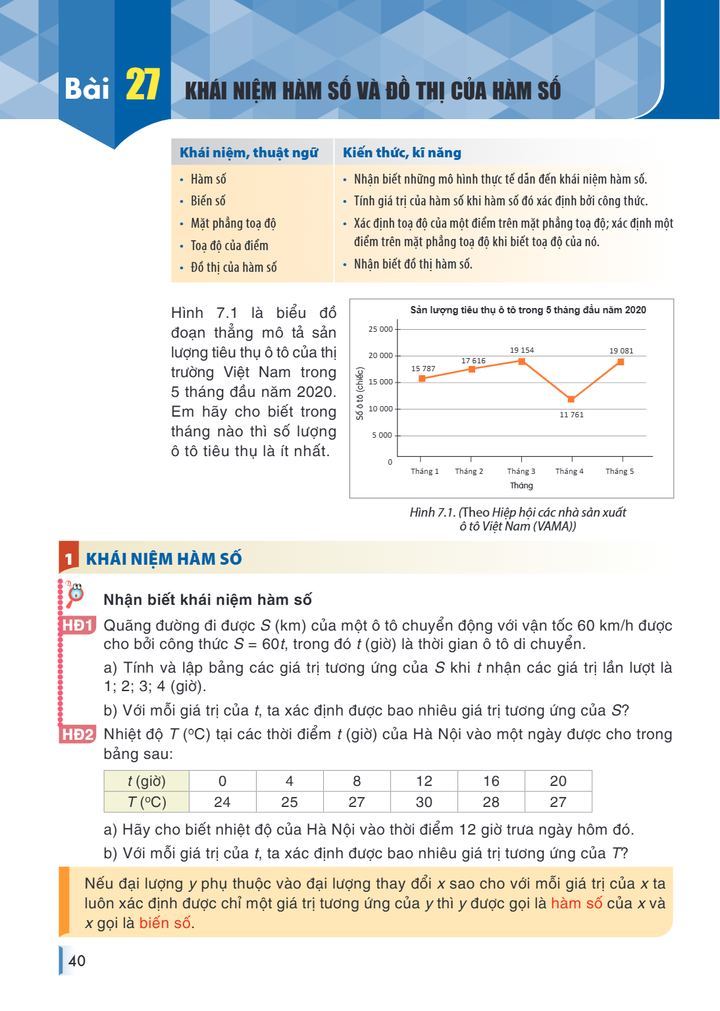 Bài 27 KHÁI NIỆM HÀM SỐ VÀ ĐỒ THỊ CỦA HÀM SỐ
Khái niệm, thuật ngữ
• Hàm số
• Biến số
• Mặt phẳng toạ độ
• Toạ độ của điểm
• Đồ thị của hàm số
Kiến thức, kĩ năng
• Nhận biết những mô hình thực tế dẫn đến khái niệm hàm số.
• Tính giá trị của hàm số khi hàm số đó xác định bởi công thức.
• Xác định toạ độ của một điểm trên mặt phẳng toạ độ; xác định một
điểm trên mặt phẳng toạ độ khi biết toạ độ của nó.
• Nhận biết đồ thị hàm số.
Hình 7.1 là biểu đồ
đoạn thẳng mô tả sản
lượng tiêu thụ ô tô của thị
trường Việt Nam trong
5 tháng đầu năm 2020.
Em hãy cho biết trong
tháng nào thì số lượng
ô tô tiêu thụ là ít nhất.
Sản lượng tiêu thụ ô tô trong 5 tháng đầu năm 2020
Số ô tô (chiếc)
25 000
20 000
15 000
10 000
5 000
0
15 787
17 616
19 154
11 761
19 081
Tháng 1 Tháng 2 Tháng 3 Tháng 4 Tháng 5
Tháng
Hình 7.1. (Theo Hiệp hội các nhà sản xuất
ô tô Việt Nam (VAMA))
1 KHÁI NIỆM HÀM SỐ
Nhận biết khái niệm hàm số
HĐ1 Quãng đường đi được S (km) của một ô tô chuyển động với vận tốc 60 km/h được
cho bởi công thức S = 60t, trong đó t (giờ) là thời gian ô tô di chuyển.
a) Tính và lập bảng các giá trị tương ứng của S khi t nhận các giá trị lần lượt là
1; 2; 3; 4 (giờ).
b) Với mỗi giá trị của t, ta xác định được bao nhiêu giá trị tương ứng của S?
HĐ2 Nhiệt độ T (ºC) tại các thời điểm t (giờ) của Hà Nội vào một ngày được cho trong
bảng sau:
t (giờ) 0 4 8 12 16 20
T (ºC) 24 25 27 30 28 27
a) Hãy cho biết nhiệt độ của Hà Nội vào thời điểm 12 giờ trưa ngày hôm đó.
b) Với mỗi giá trị của t, ta xác định được bao nhiêu giá trị tương ứng của T?
Nếu đại lượng y phụ thuộc vào đại lượng thay đổi x sao cho với mỗi giá trị của x ta
luôn xác định được chỉ một giá trị tương ứng của y thì y được gọi là hàm số của x và
x gọi là biến số.
40